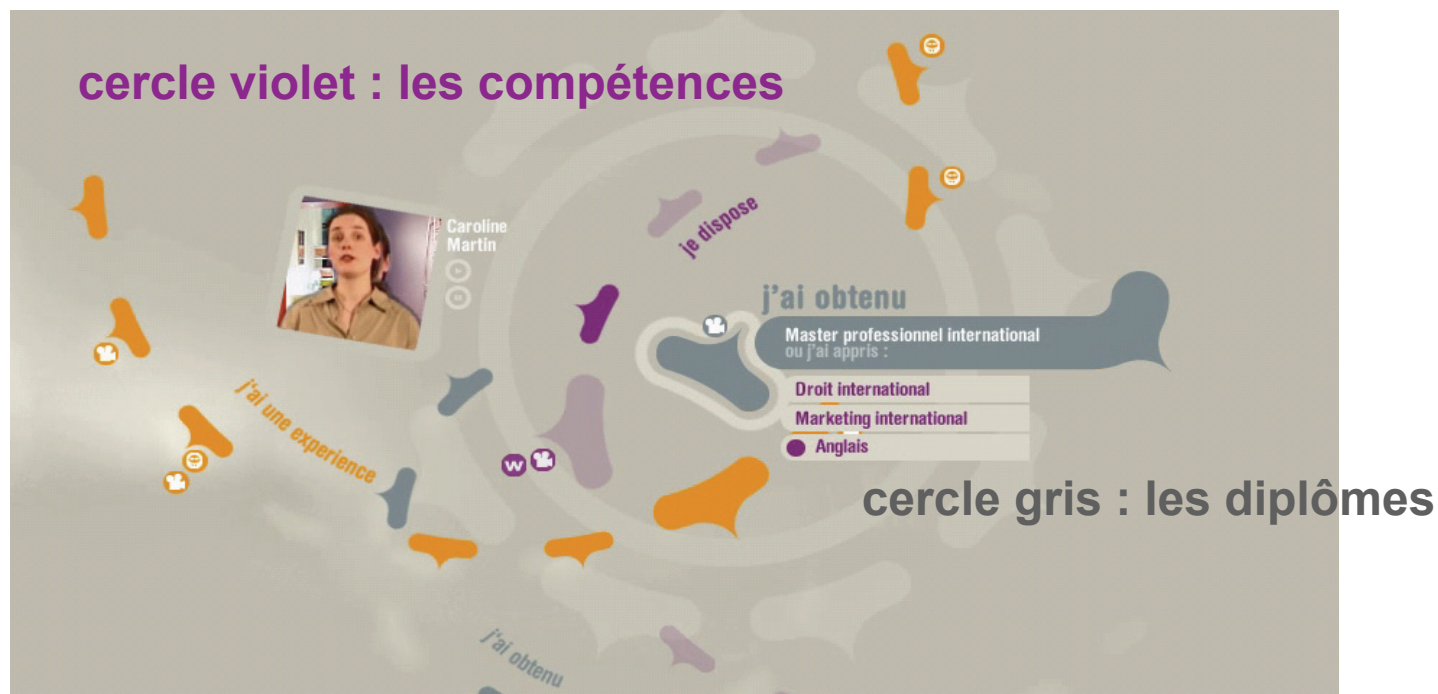 cercle violet : les compétences
je dispose
Caroline
Martin
j'ai obtenu
Master professionnel international
ou j'ai appris :
Droit international
Marketing international
Anglais
j'ai une experience
w
cercle gris : les diplômes
j'ai obtenu